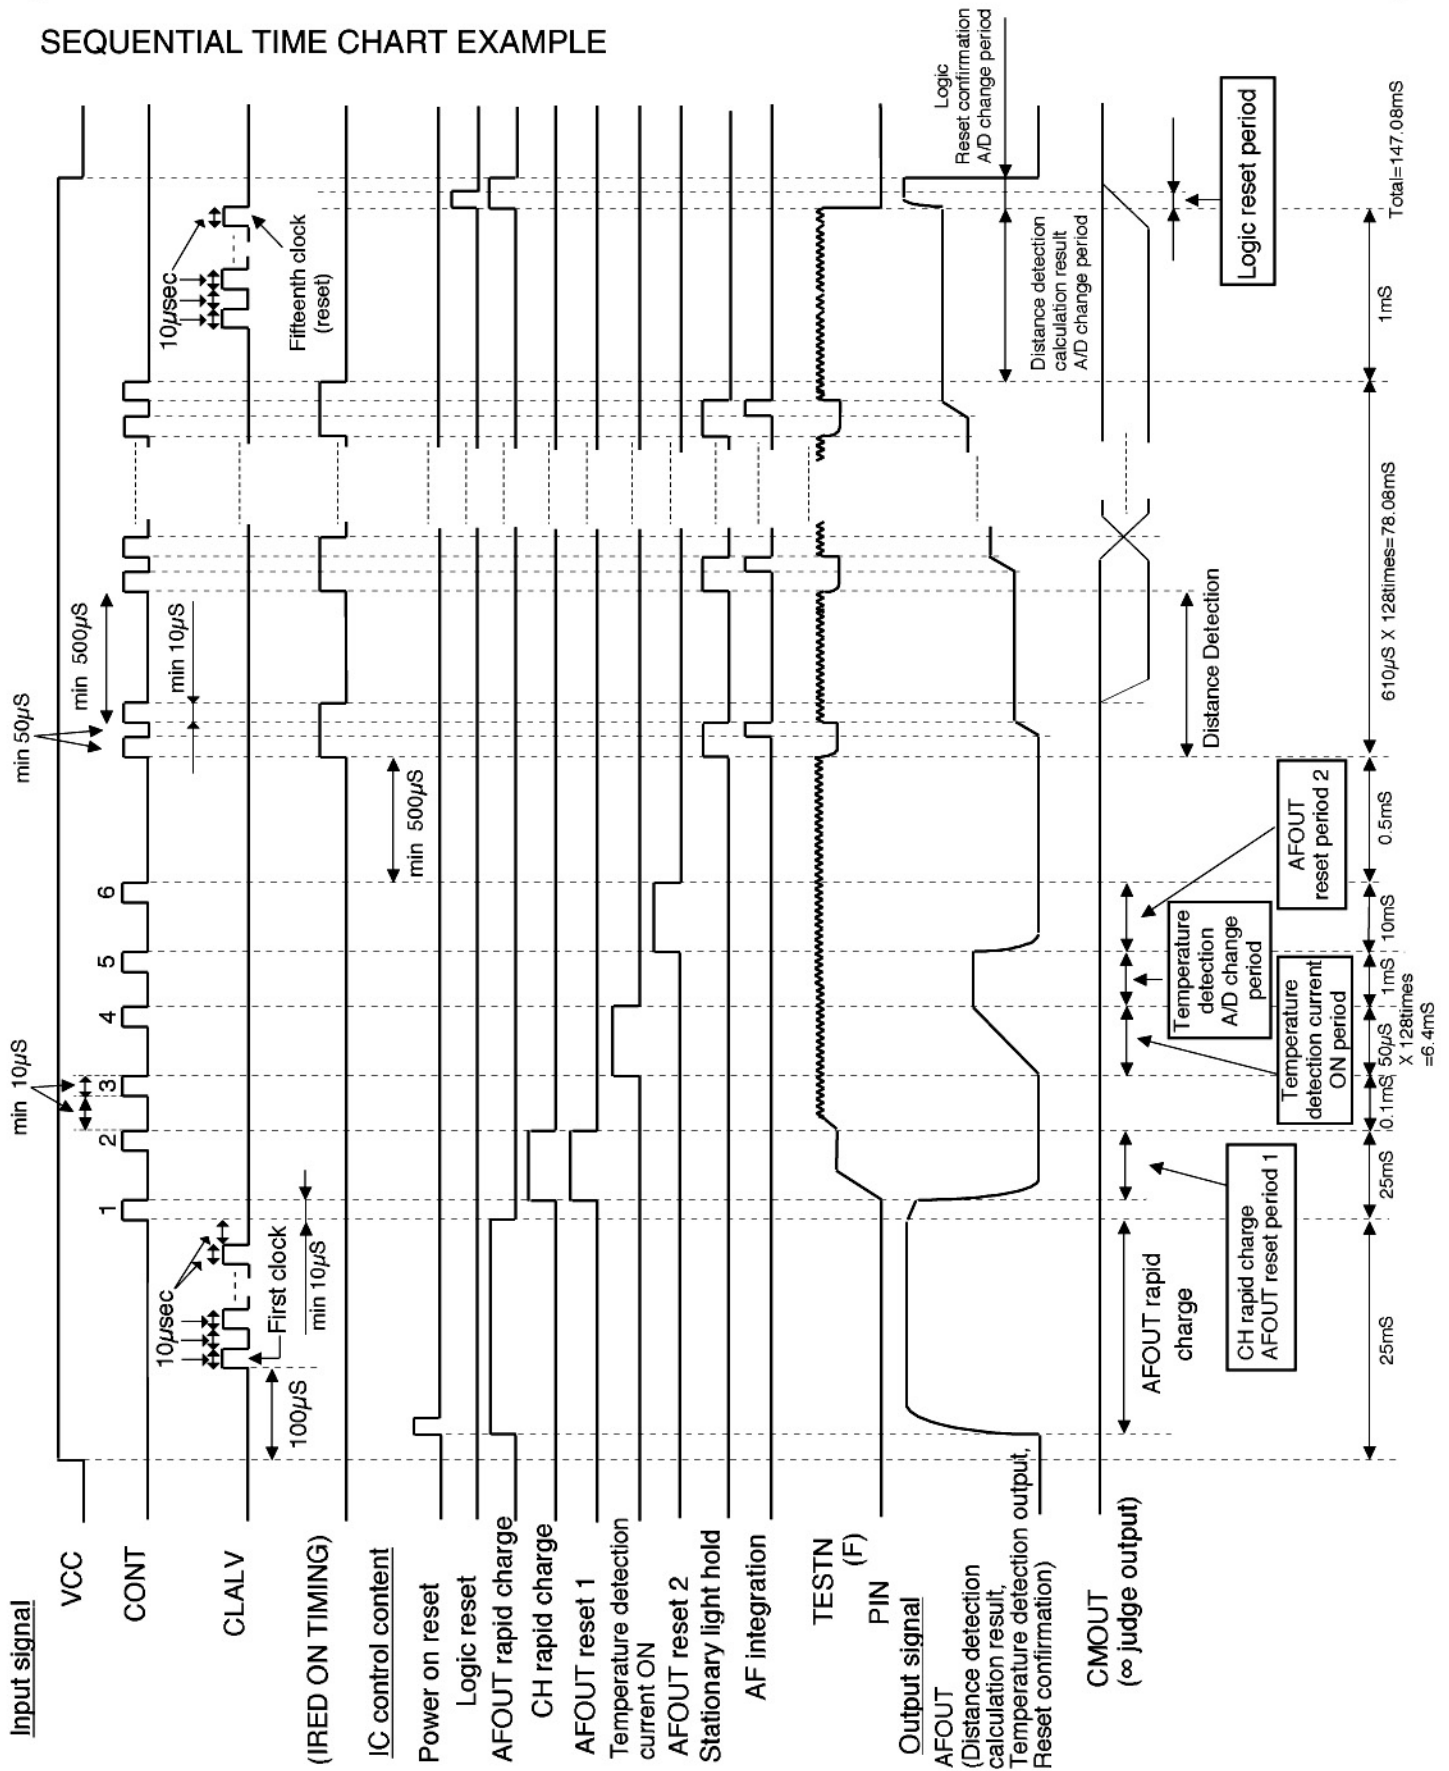 SEQUENTIAL TIME CHART EXAMPLE
Input signal
VCC
CONT
CLALV
(IRED ON TIMING)
IC control content
Power on reset
Logic reset
AFOUT rapid charge
CH rapid charge
AFOUT reset 1
Temperature detection
current ON
AFOUT reset 2
Stationary light hold
AF integration
TESTN
(F)
PIN
Output signal
AFOUT
(Distance detection
calculation result,
Temperature detection output,
Reset confirmation)
CMOUT
(∞ judge output)
min 10µS
min 50µS
min 500µS
min 10µS
1
2
3
4
5
6
100µS
10µsec
First clock
min 10µS
min 500µS
10µsec
Fifteenth clock
(reset)
Logic
Reset confirmation
A/D change period
Distance detection
calculation result
A/D change period
Logic reset period
Distance Detection
AFOUT
reset period 2
Temperature
detection
A/D change
period
Temperature
detection current
ON period
CH rapid charge
AFOUT reset period 1
AFOUT rapid
charge
25mS
25mS
0.1mS
50µS
X 128times
=6.4mS
1mS
10mS
0.5mS
610µS X 128times=78.08mS
1mS
Total=147.08mS